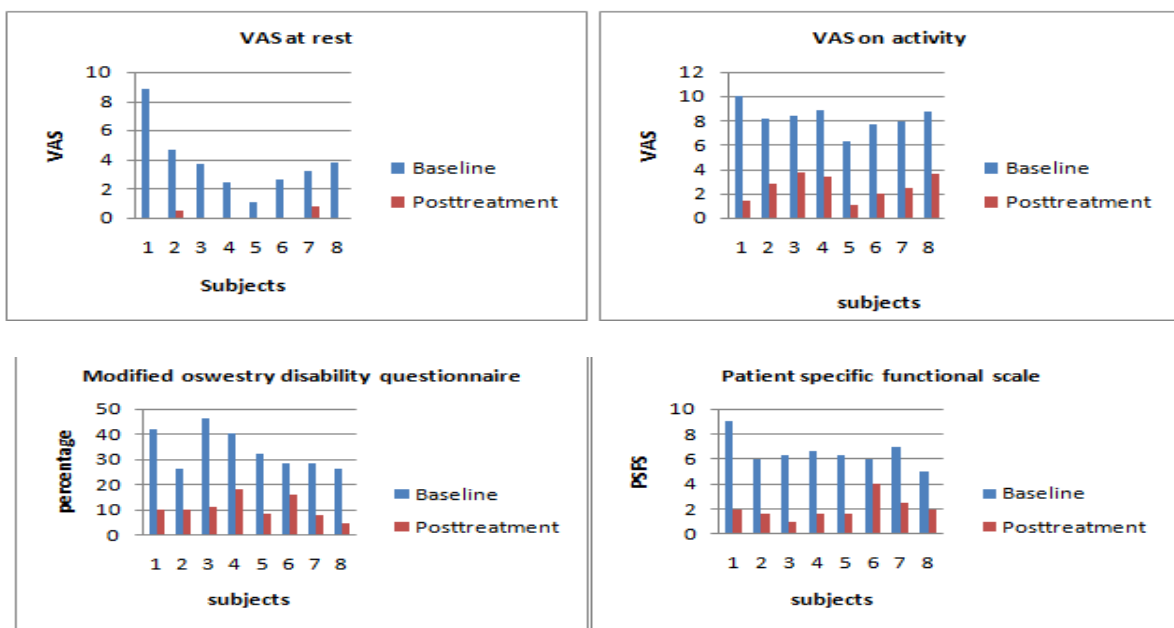 VAS at rest
10
8
6
4
2
0
VAS
1 2 3 4 5 6 7 8
Subjects
Baseline
Posttreatment
VAS on activity
12
10
8
6
4
2
0
VAS
1 2 3 4 5 6 7 8
subjects
Baseline
Posttreatment
Modified oswestry disability questionnaire
50
40
30
20
10
0
percentage
1 2 3 4 5 6 7 8
subjects
Baseline
Posttreatment
Patient specific functional scale
10
8
6
4
2
0
PSFS
1 2 3 4 5 6 7 8
subjects
Baseline
Posttreatment